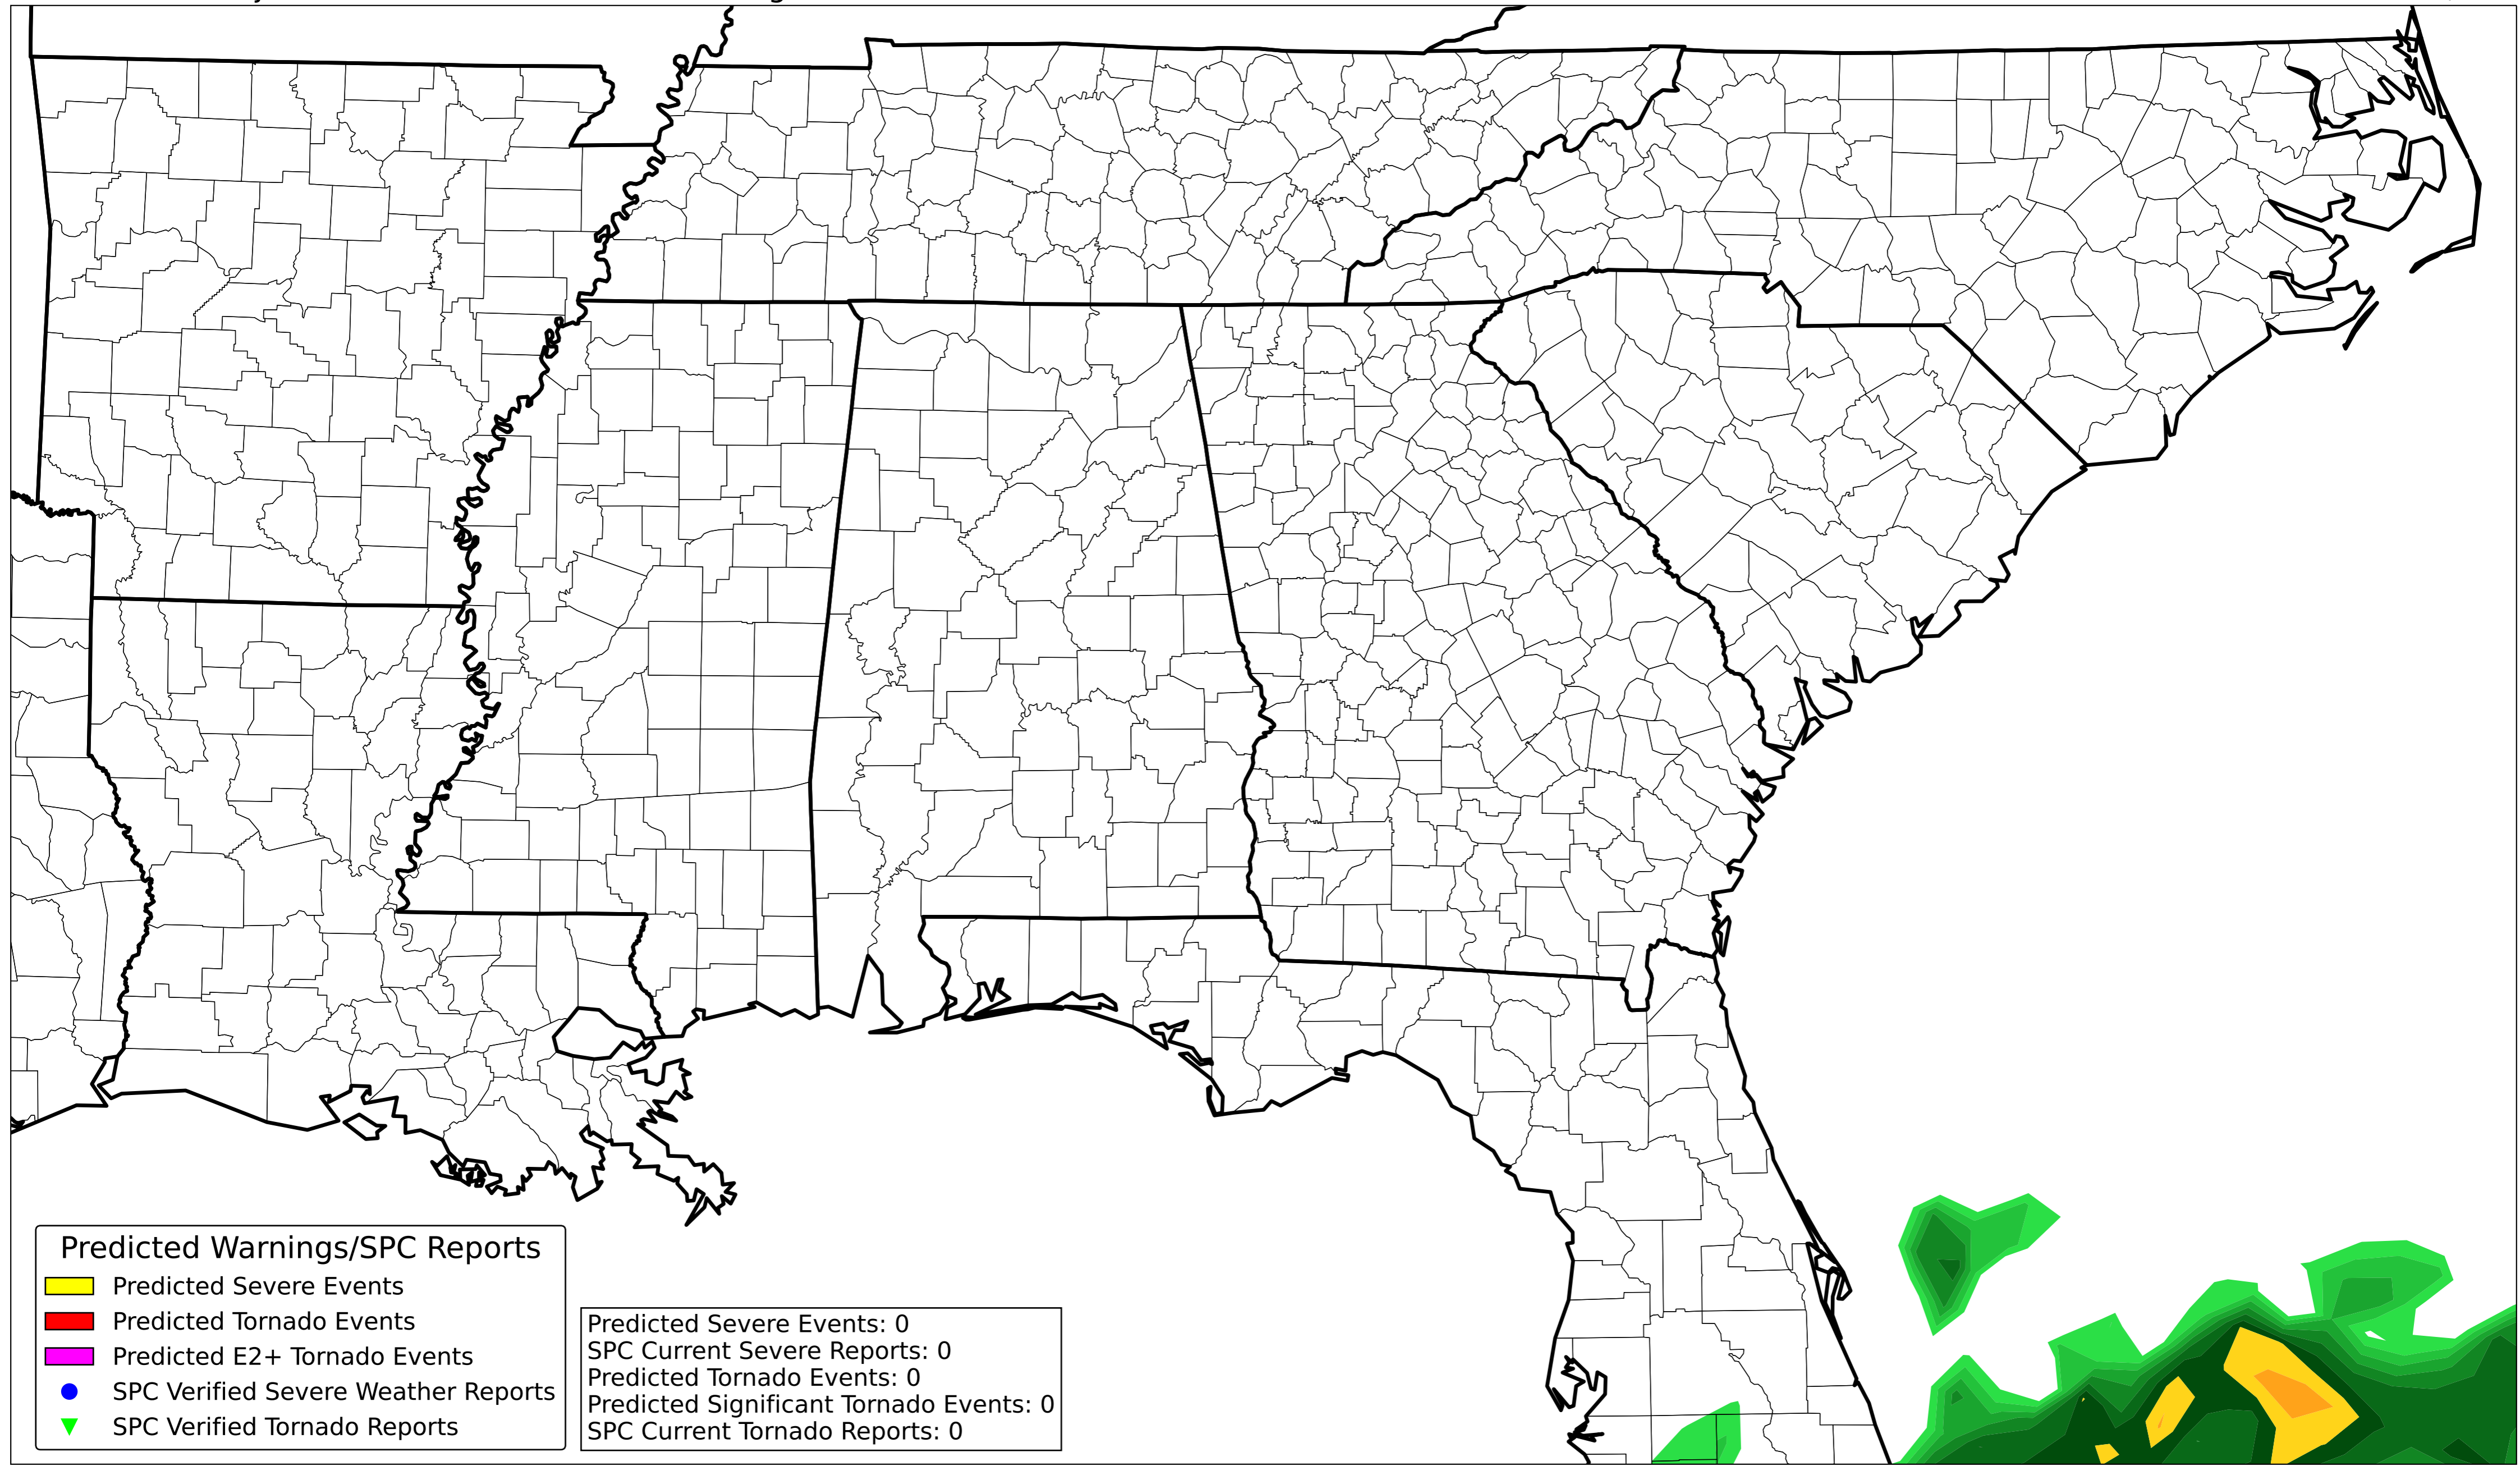 Predicted Warnings/SPC Reports
Predicted Severe Events
Predicted Tornado Events
Predicted E2+ Tornado Events
SPC Verified Severe Weather Reports
SPC Verified Tornado Reports
Predicted Severe Events: 0
SPC Current Severe Reports: 0
Predicted Tornado Events: 0
Predicted Significant Tornado Events: 0
SPC Current Tornado Reports: 0